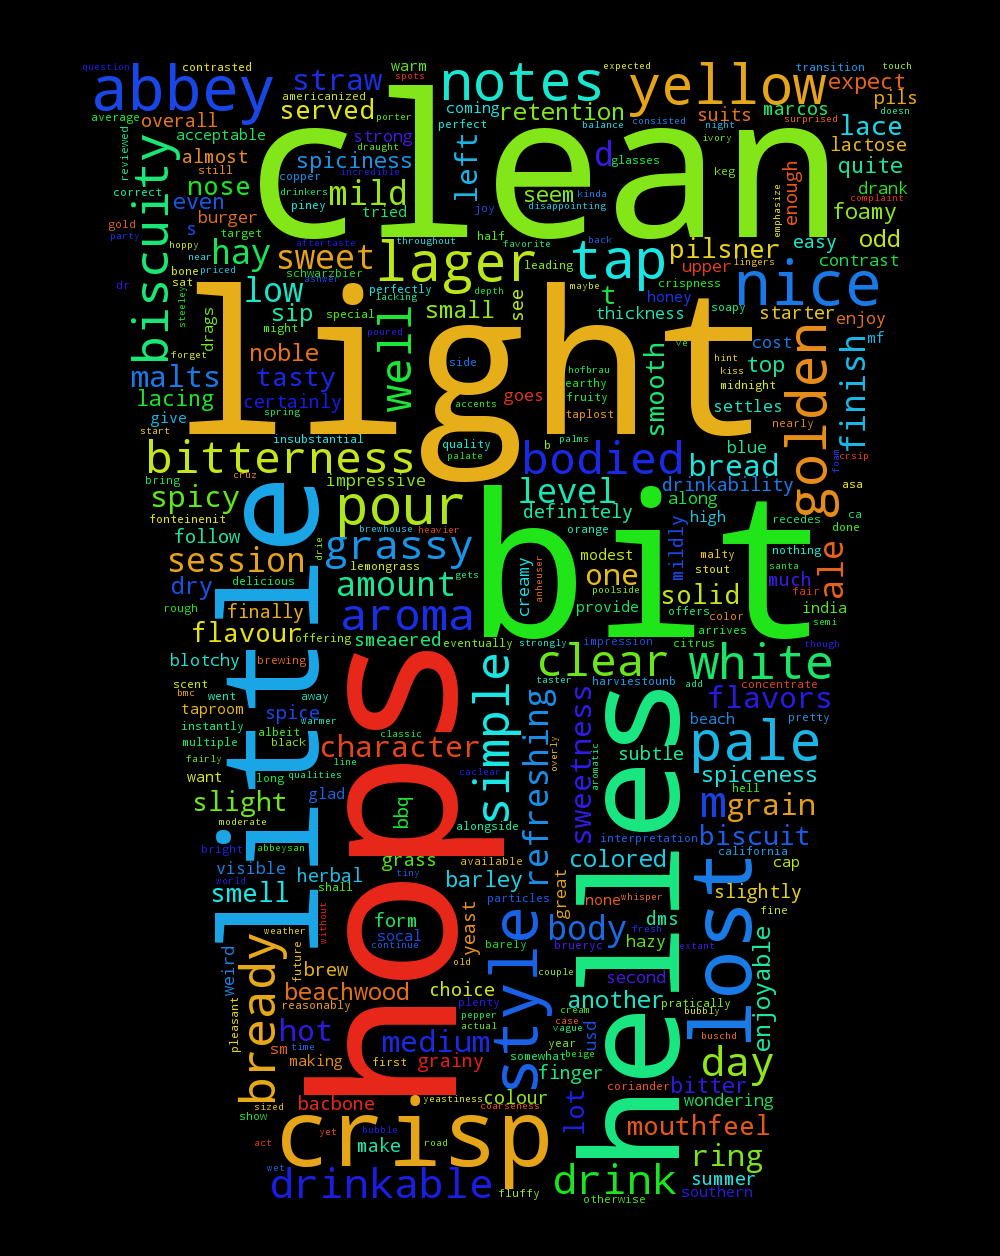 question
contrasted
warm
spots
notes
expected
yellow
transition
touch
abbey
straw
americanized
served
porter
clean
coming
retention
perfect
balance
consisted
suits
night
marcos
expect
pils
surprised
doesn
average
overall
reviewed
acceptable
strong
draught
spiciness
incredible
left
d
glasses
ivory
keg
lace
lactose
almost
still
quite
biscuity
correct
nose
even
copper
drinkers
piney
mild
tried
joy
seem
kinda
disappointing
emphasize
enough
drank
complaint
foamy
gold
party
burger
s
target
hoppy
near
priced
hay
aftertaste
sweet
throughout
half
favorite
lager
leading
back
tap
pilsner
upper
lingers
easy
odd
contrast
dr
bone
sat
steeley
schwarzbier
answer
low
perfectly
lacking
depth
see
maybe
t
honey
crispness
nice
drags
sip
might
special
well
small
thickness
soapy
starter
enjoy
forget
noble
poured
light
side
hofbrau
earthy
fruity
smooth
ve
hint
kiss
cost
top
golden
finish
mf
malts
tasty
lacing
certainly
accents
goes
taplost
midnight
settles
give
spring
nearly
start
insubstantial
quality
palate
b
palms
blue
foam
crsip
bitterness
bring
cruz
impressive
bodied
bread
drinkability
asa
spicy
pour
level
along
fonteinenit
definitely
high
recedes
ca
follow
brewhouse
heavier
orange
mildly
done
little
drie
grassy
bit
session
lemongrass
modest
malty
nothing
ale
dry
delicious
amount
gets
creamy
anheuser
one
poolside
stout
santa
much
fair
solid
rough
finally
aroma
provide
offers
color
india
semi
flavour
offering
smeaered
eventually
strongly
impression
citrus
arrives
though
blotchy
brewing
hops
simple
clear
white
scent
bmc
went
away
taster
harviestounb
add
concentrate
taproom
spice
warmer
refreshing
sweetness
helles
flavors
instantly
albeit
classic
beach
pretty
multiple
black
character
overly
subtle
pale
fairly
line
want
long
qualities
caclear
aromatic
spiceness
hell
slight
glad
bbq
m
grain
moderate
alongside
interpretation
biscuit
bright
abbeysan
grass
available
colored
california
visible
tiny
cap
world
herbal
barley
lost
smell
shall
particles
great
none
whisper
slightly
form
yeast
style
dms
fine
weather
without
socal
continue
barely
body
fresh
brueryc
hazy
extant
enjoyable
weird
bready
future
brew
old
couple
second
reasonably
beachwood
choice
another
pratically
pleasant
plenty
cream
bubbly
hot
pepper
actual
case
vague
usd
buschd
sm
time
medium
year
day
making
first
grainy
somewhat
beige
finger
coriander
bitter
sized
bacbone
yeastiness
colour
coarseness
wondering
show
crisp
lot
mouthfeel
act
yet
bubble
make
road
ring
wet
drinkable
fluffy
drink
otherwise
summer
southern